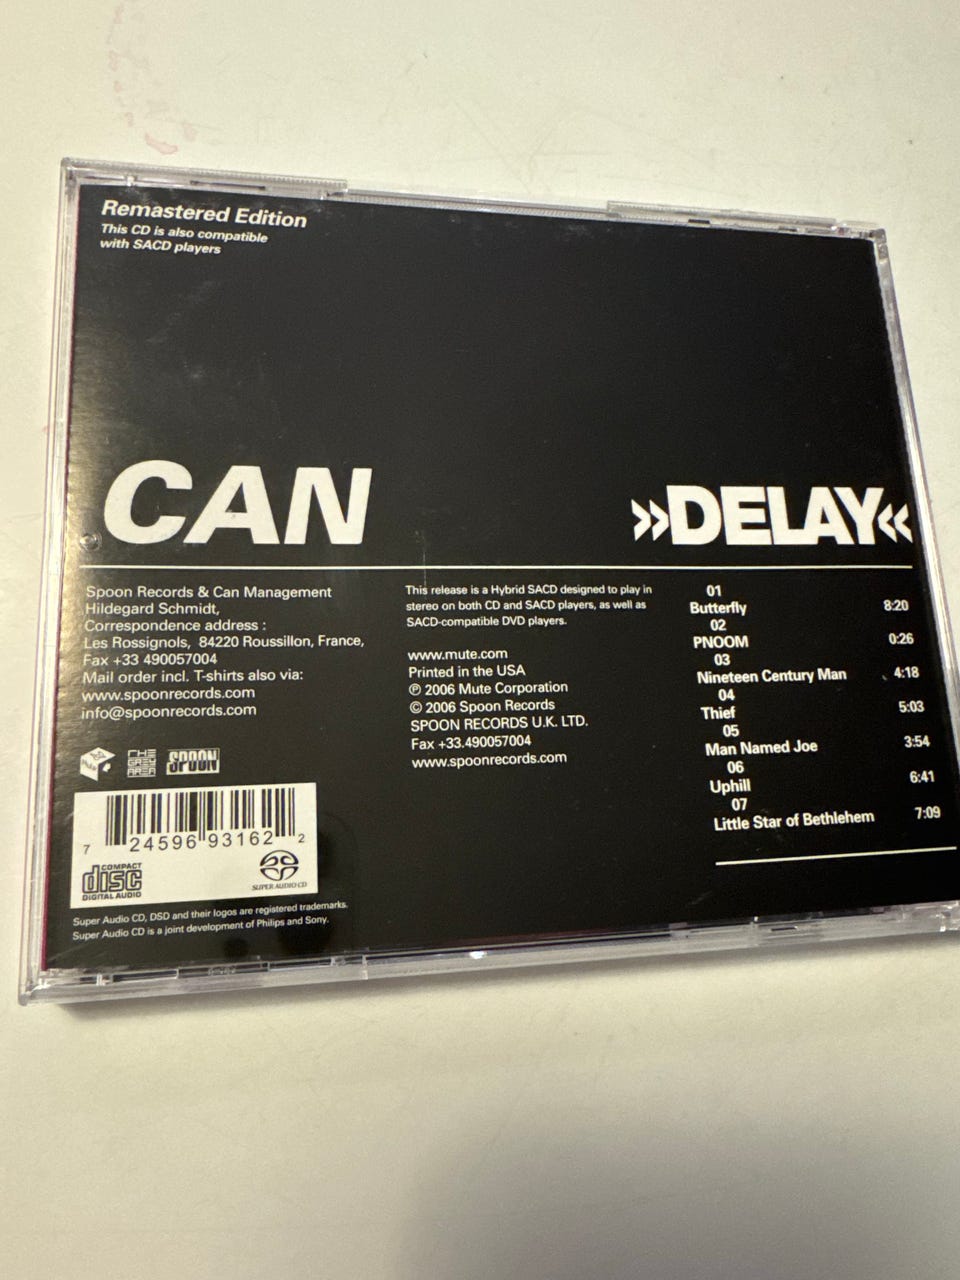 Remastered Edition
This CD is also compatible
with SACD players
CAN
»DELAY«
Spoon Records & Can Management
Hildegard Schmidt,
Correspondence address :
Les Rossignols, 84220 Roussillon, France,
Fax +33 490057004
Mail order incl. T-shirts also via:
www.spoonrecords.com
info@spoonrecords.com
This release is a Hybrid SACD designed to play in
stereo on both CD and SACD players, as well as
SACD-compatible DVD players.
www.mute.com
Printed in the USA
℗ 2006 Mute Corporation
© 2006 Spoon Records
SPOON RECORDS U.K. LTD.
Fax +33.490057004
www.spoonrecords.com
01
Butterfly 8:20
02
PNOOM 0:26
03
Nineteen Century Man 4:18
04
Thief 5:03
05
Man Named Joe 3:54
06
Uphill 6:41
07
Little Star of Bethlehem 7:09
THE
GREY
AREA
SPOON
7 24596 93162 2
COMPACT
disc
DIGITAL AUDIO
SUPER AUDIO CD
Super Audio CD, DSD and their logos are registered trademarks.
Super Audio CD is a joint development of Philips and Sony.